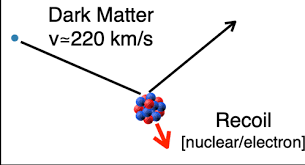 Dark Matter
v≃220 km/s
Recoil
[nuclear/electron]